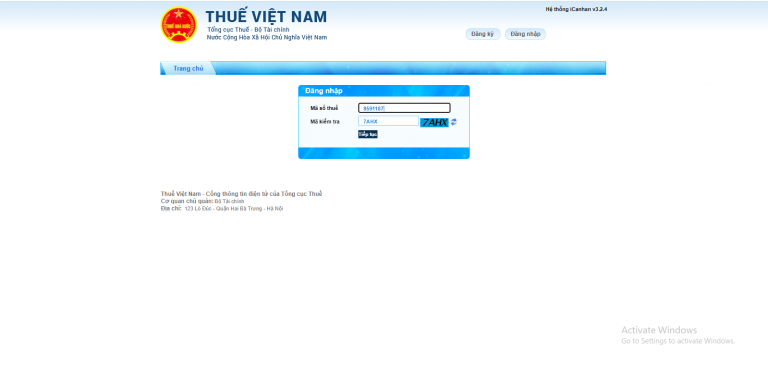 THUẾ VIỆT NAM
Tổng cục Thuế - Bộ Tài chính
Nước Cộng Hòa Xã Hội Chủ Nghĩa Việt Nam
THUẾ NHÀ NƯỚC
Hệ thống iCanhan v3.2.4
Đăng ký
Đăng nhập
Trang chủ
Đăng nhập
Mã số thuế
Mã kiểm tra
7AHX
7AHX
Tiếp tục
Thuế Việt Nam - Cổng thông tin điện tử của Tổng cục Thuế
Cơ quan chủ quản: Bộ Tài chính
Địa chỉ: 123 Lò Đúc - Quận Hai Bà Trưng - Hà Nội
Activate Windows
Go to Settings to activate Windows.